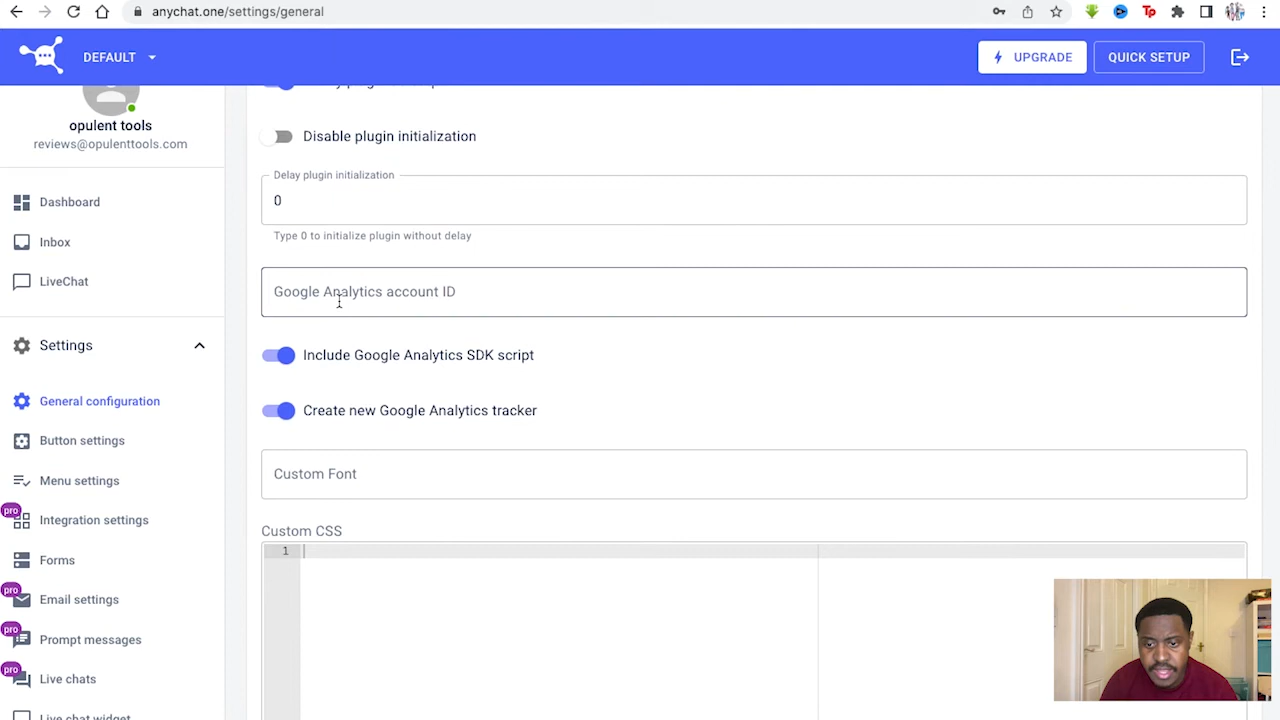 anychat.one/settings/general
DEFAULT
UPGRADE
QUICK SETUP
opulent tools
reviews@opulenttools.com
Dashboard
Inbox
LiveChat
Settings
General configuration
Button settings
Menu settings
pro
Integration settings
Forms
pro
Email settings
pro
Prompt messages
pro
Live chats
Live chat widget
Disable plugin initialization
Delay plugin initialization
0
Type 0 to initialize plugin without delay
Google Analytics account ID
Include Google Analytics SDK script
Create new Google Analytics tracker
Custom Font
Custom CSS
1